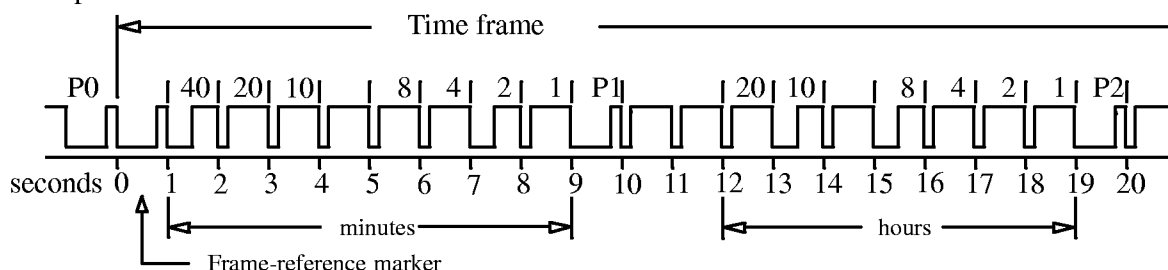 Time frame
P0 40 20 10 8 4 2 1 P1 20 10 8 4 2 1 P2
seconds 0 1 2 3 4 5 6 7 8 9 10 11 12 13 14 15 16 17 18 19 20
minutes hours
Frame-reference marker